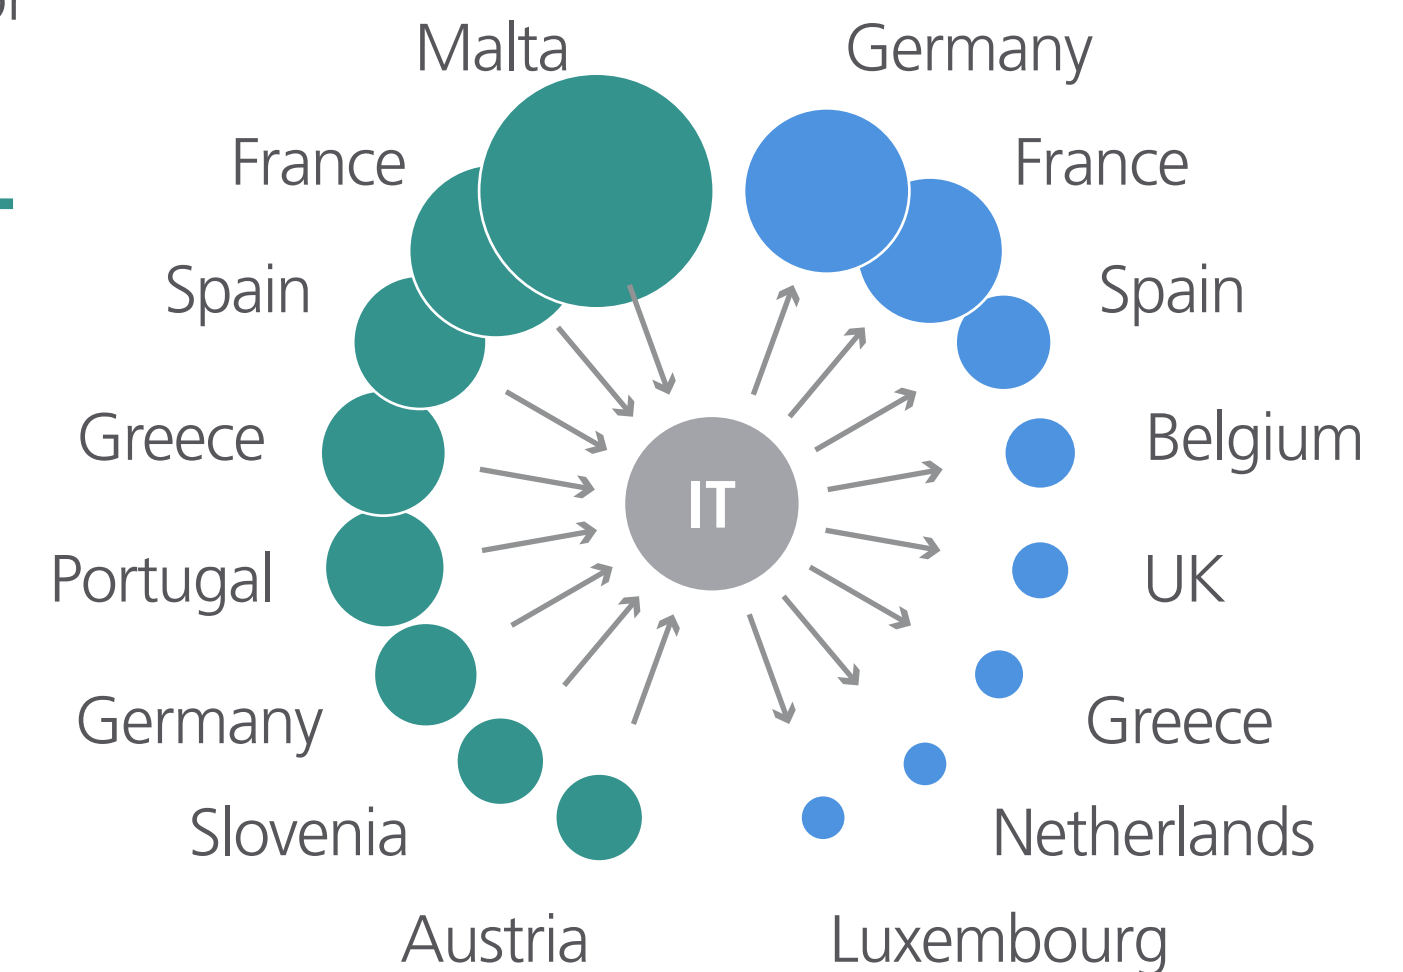 Malta
Germany
France
France
Spain
Spain
Greece
Belgium
IT
Portugal
UK
Germany
Greece
Slovenia
Netherlands
Austria
Luxembourg